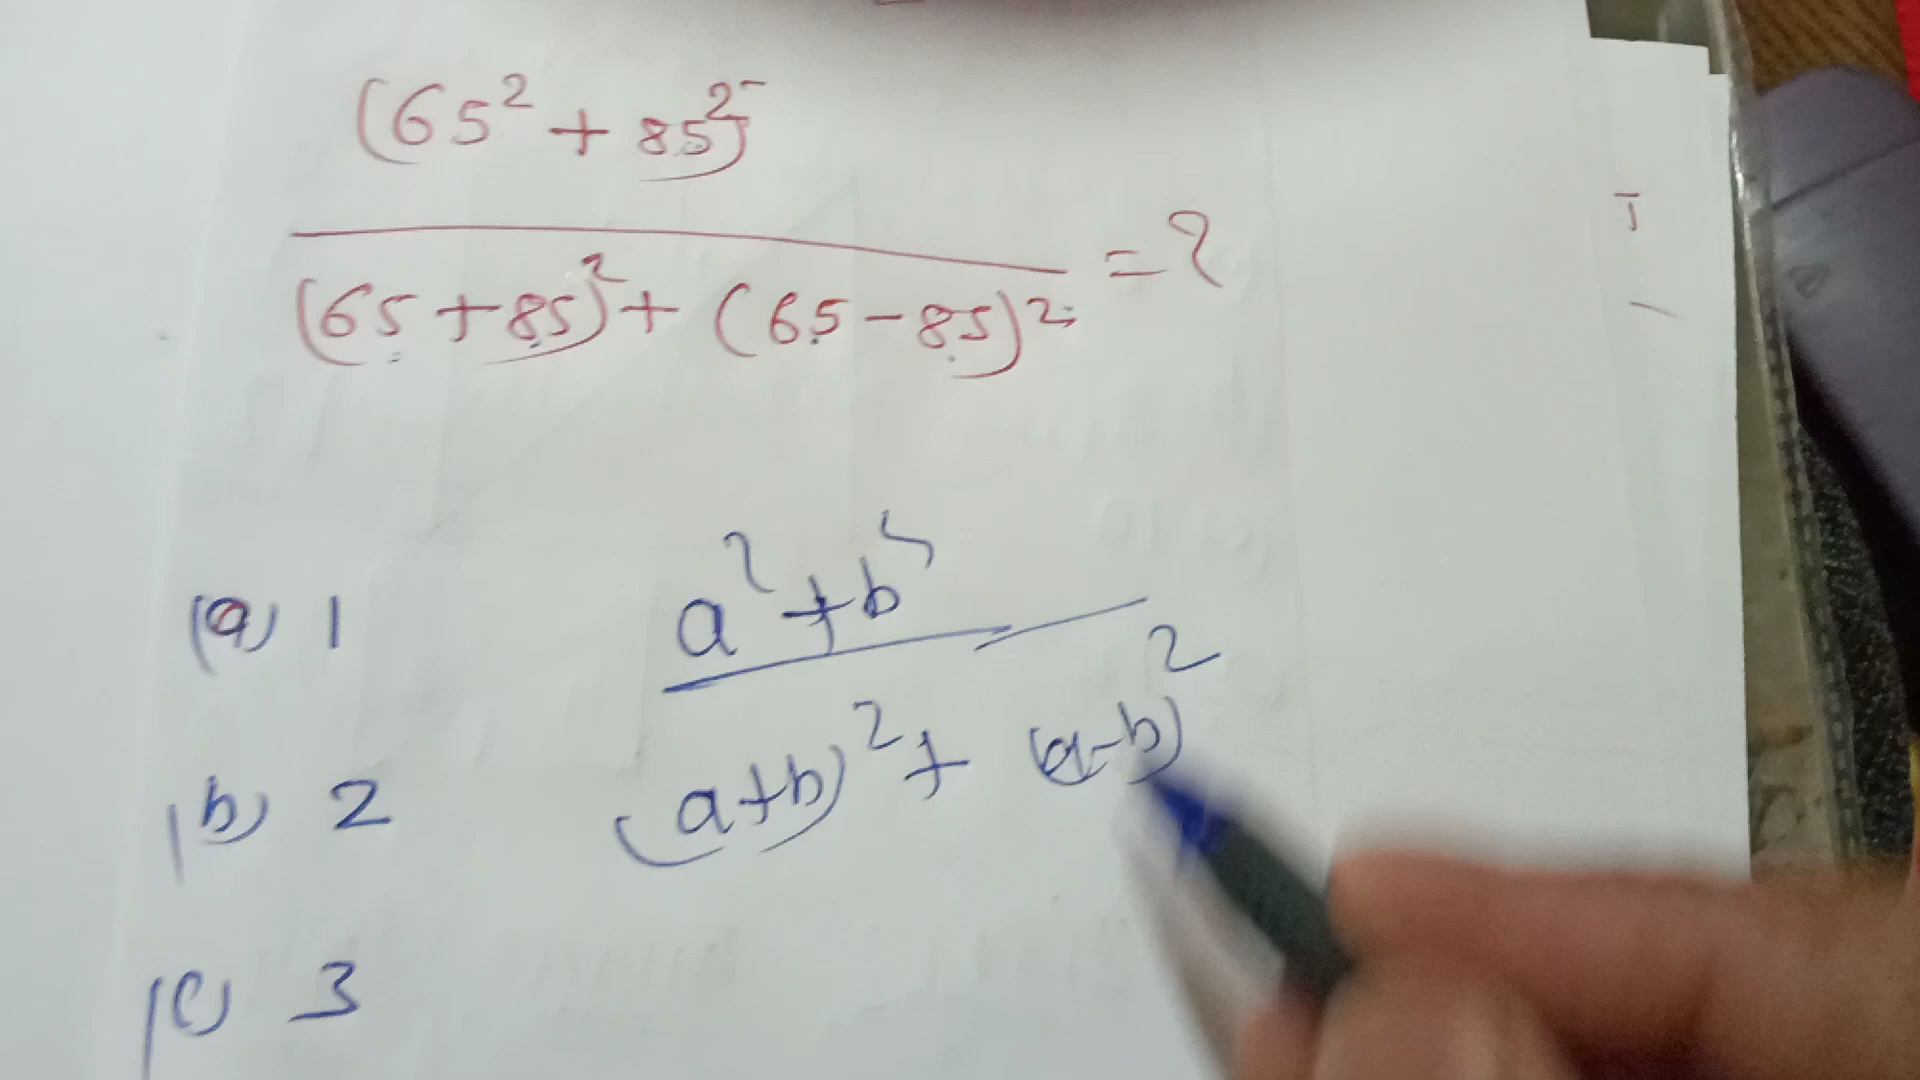 (65² + 85²)
(65 + 85)² + (65 - 85)² = ?
(a) 1
a² + b²
(b) 2
(a+b)² + (a-b)²
(c) 3